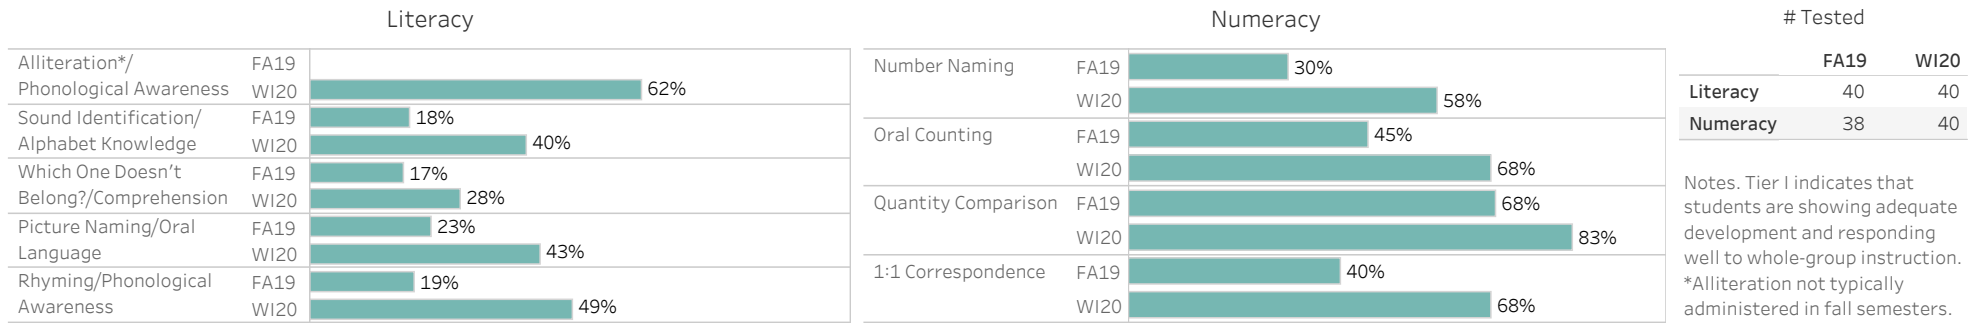 Literacy
Alliteration*/
Phonological Awareness
FA19
WI20
62%
Sound Identification/
Alphabet Knowledge
FA19
18%
WI20
40%
Which One Doesn't
Belong?/Comprehension
FA19
17%
WI20
28%
Picture Naming/Oral
Language
FA19
23%
WI20
43%
Rhyming/Phonological
Awareness
FA19
19%
WI20
49%
Numeracy
Number Naming
FA19
30%
WI20
58%
Oral Counting
FA19
45%
WI20
68%
Quantity Comparison
FA19
68%
WI20
83%
1:1 Correspondence
FA19
40%
WI20
68%
# Tested
FA19 WI20
Literacy 40 40
Numeracy 38 40
Notes. Tier I indicates that
students are showing adequate
development and responding
well to whole-group instruction.
*Alliteration not typically
administered in fall semesters.